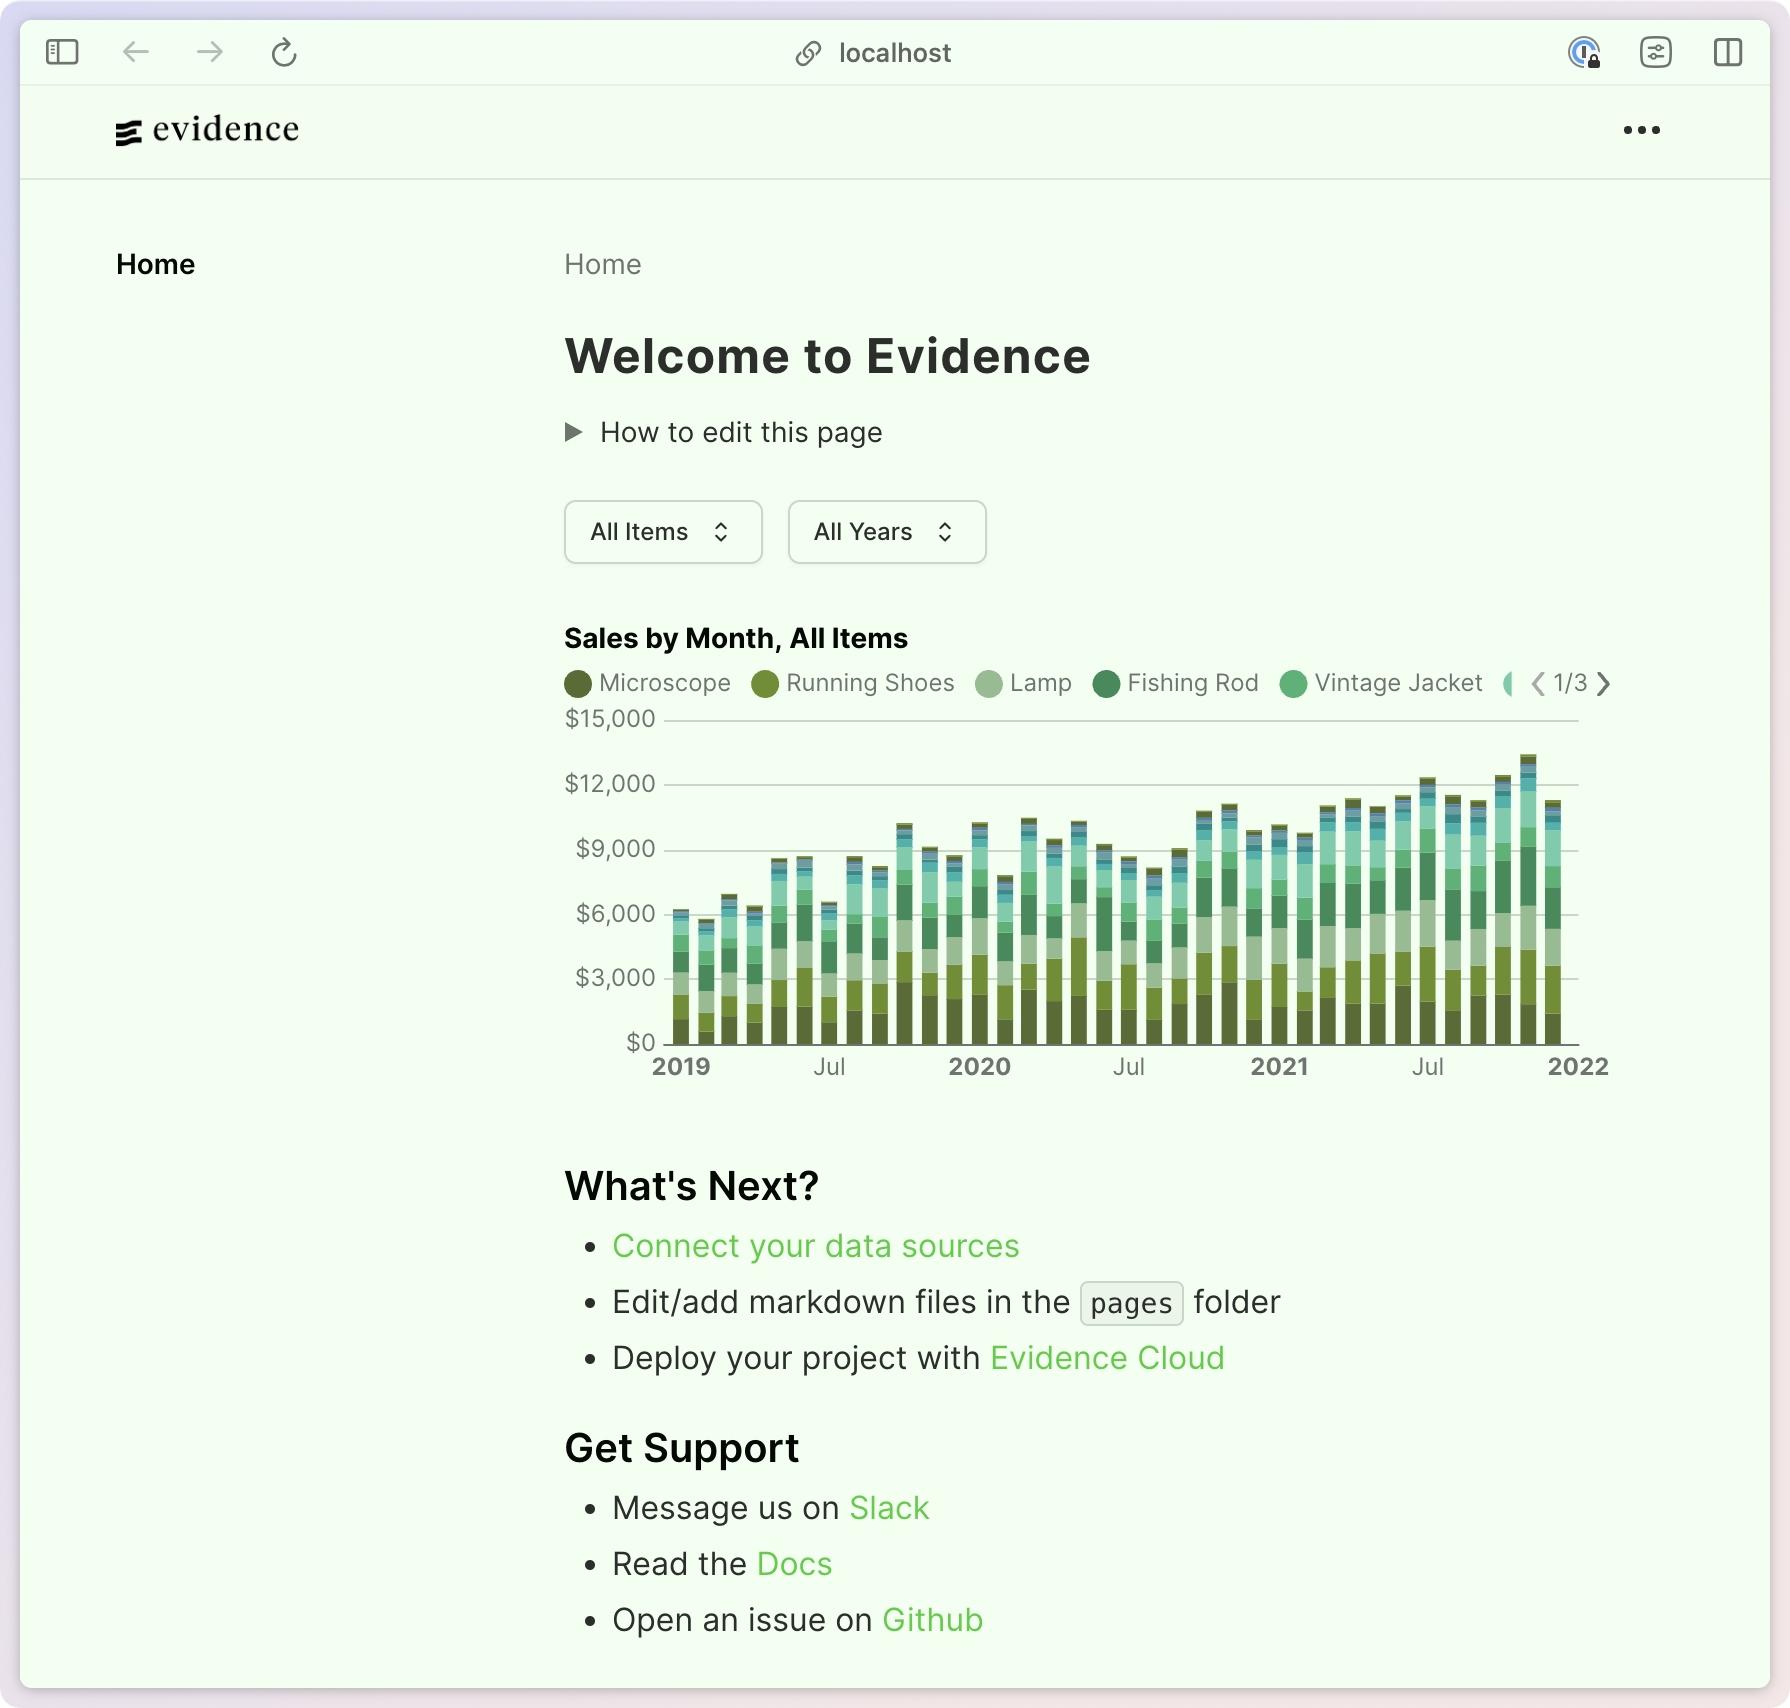 localhost
evidence
Home
Home
Welcome to Evidence
How to edit this page
All Items
All Years
Sales by Month, All Items
Microscope Running Shoes Lamp Fishing Rod Vintage Jacket 1/3
$15,000
$12,000
$9,000
$6,000
$3,000
$0
2019 Jul 2020 Jul 2021 Jul 2022
What's Next?
Connect your data sources
Edit/add markdown files in the pages folder
Deploy your project with Evidence Cloud
Get Support
Message us on Slack
Read the Docs
Open an issue on Github